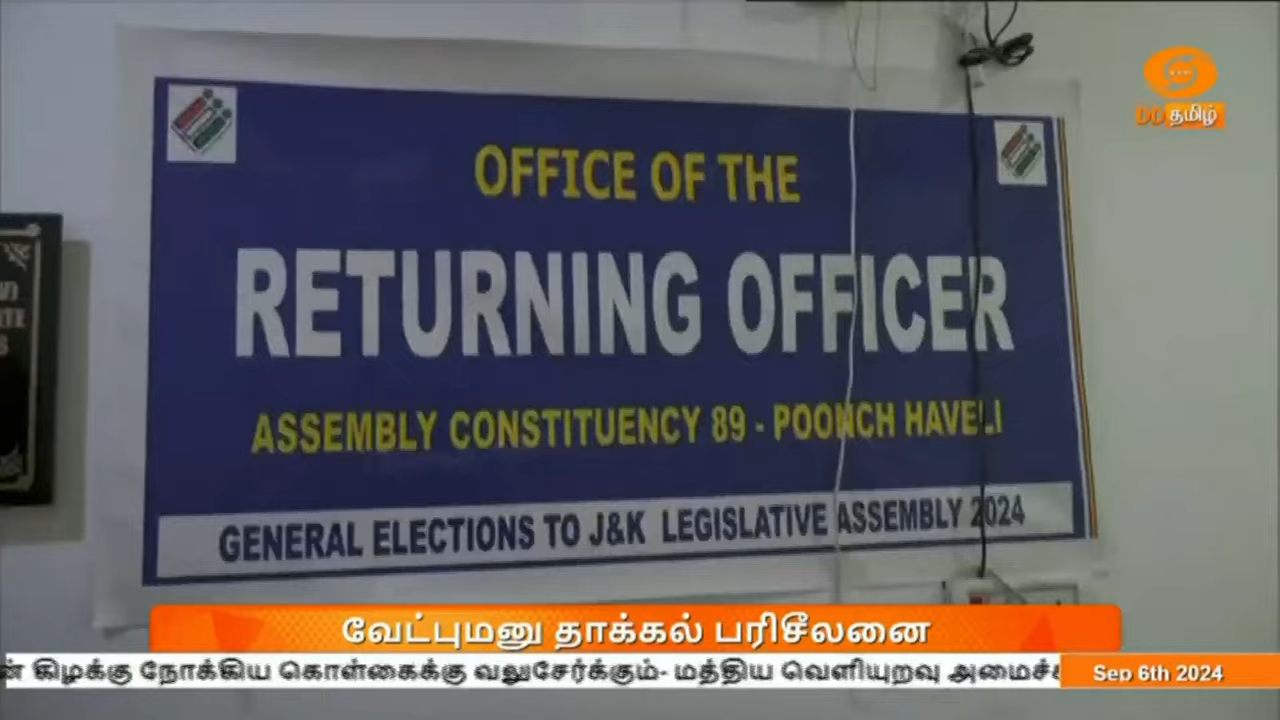 DD தமிழ்
OFFICE OF THE
RETURNING OFFICER
ASSEMBLY CONSTITUENCY 89 - POONCH HAVELI
GENERAL ELECTIONS TO J&K LEGISLATIVE ASSEMBLY 2024
வேட்புமனு தாக்கல் பரிசீலனை
கிழக்கு நோக்கிய கொள்கைக்கு வலுசேர்க்கும்- மத்திய வெளியுறவு
Sep 6th 2024